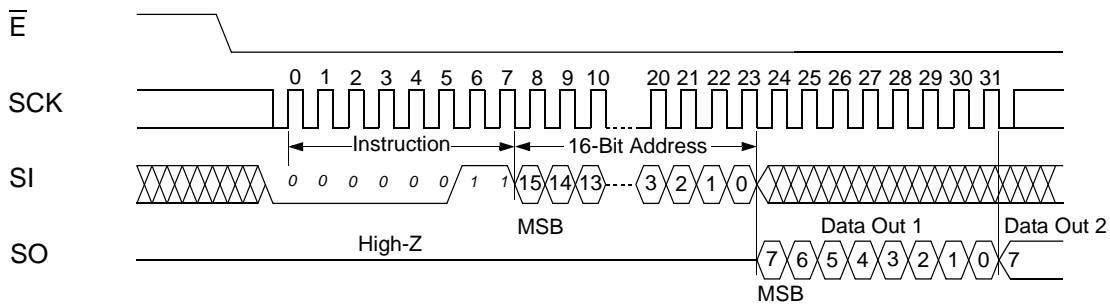 E
SCK
0 1 2 3 4 5 6 7 8 9 10 20 21 22 23 24 25 26 27 28 29 30 31
Instruction 16-Bit Address
SI
0 0 0 0 0 0 1 1 15 14 13 3 2 1 0
MSB
High-Z
Data Out 1 Data Out 2
SO
7 6 5 4 3 2 1 0 7
MSB